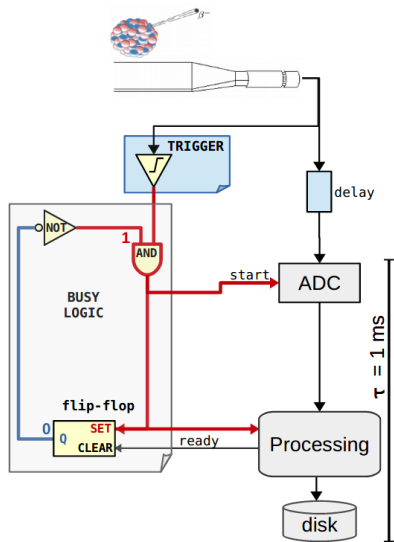 β⁻
TRIGGER
delay
NOT
1
AND
start
ADC
BUSY
LOGIC
τ = 1 ms
flip-flop
0
Q
SET
CLEAR
ready
Processing
disk